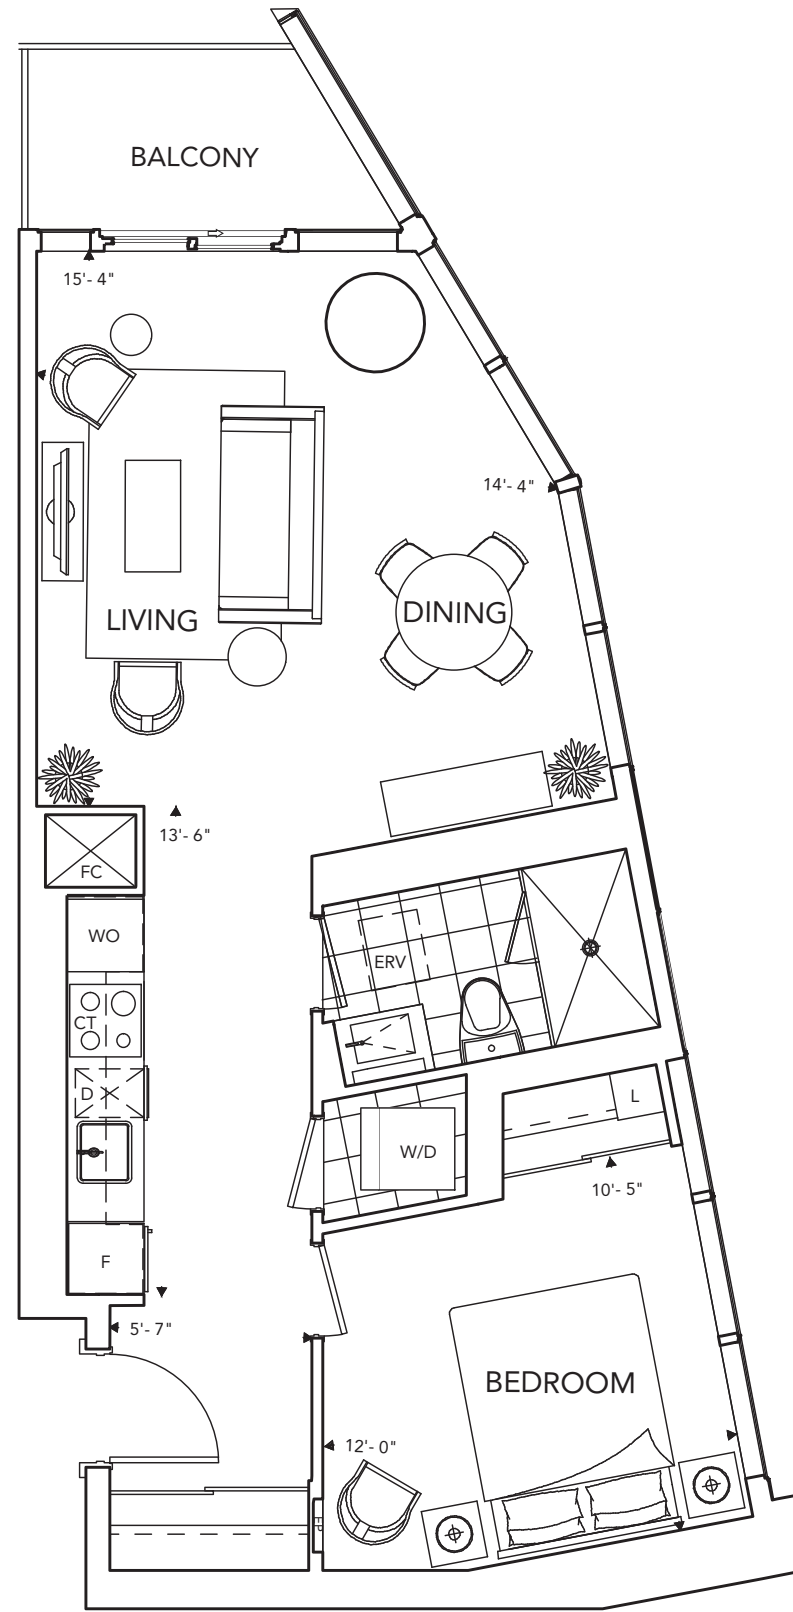 BALCONY
15'- 4"
14'- 4"
LIVING
DINING
13'- 6"
FC
WO
ERV
CT
D
L
W/D
10'- 5"
F
5'- 7"
BEDROOM
12'- 0"